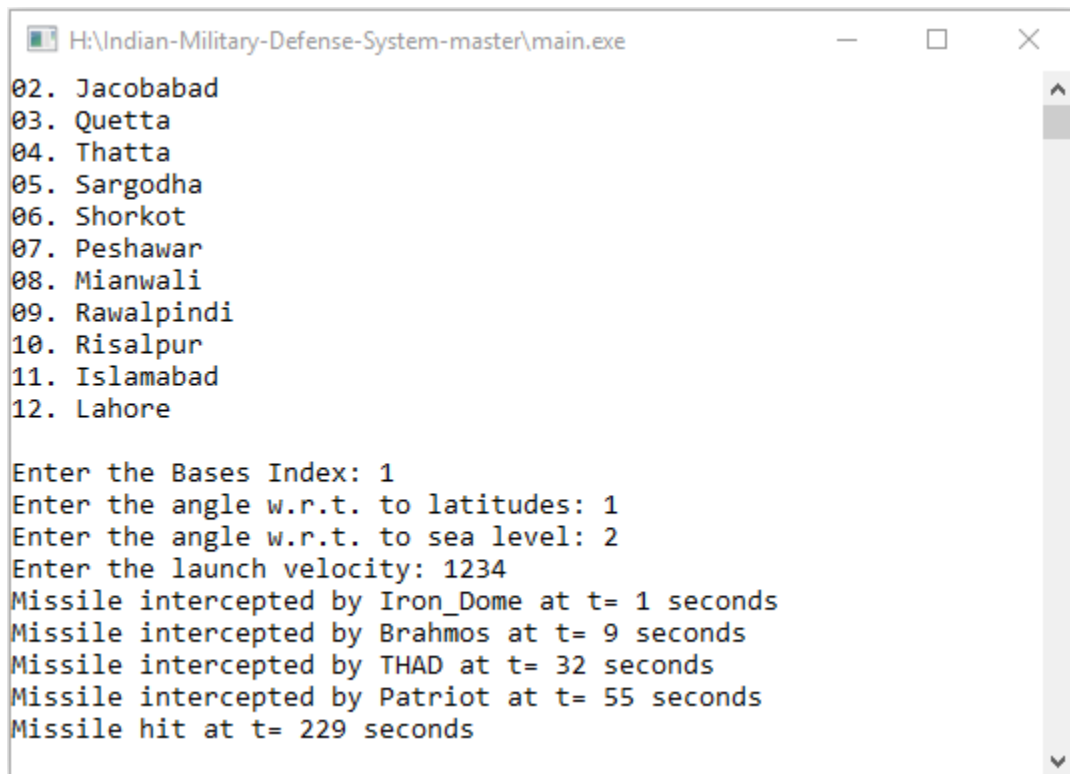 H:\Indian-Military-Defense-System-master\main.exe
02. Jacobabad
03. Quetta
04. Thatta
05. Sargodha
06. Shorkot
07. Peshawar
08. Mianwali
09. Rawalpindi
10. Risalpur
11. Islamabad
12. Lahore
Enter the Bases Index: 1
Enter the angle w.r.t. to latitudes: 1
Enter the angle w.r.t. to sea level: 2
Enter the launch velocity: 1234
Missile intercepted by Iron_Dome at t= 1 seconds
Missile intercepted by Brahmos at t= 9 seconds
Missile intercepted by THAD at t= 32 seconds
Missile intercepted by Patriot at t= 55 seconds
Missile hit at t= 229 seconds